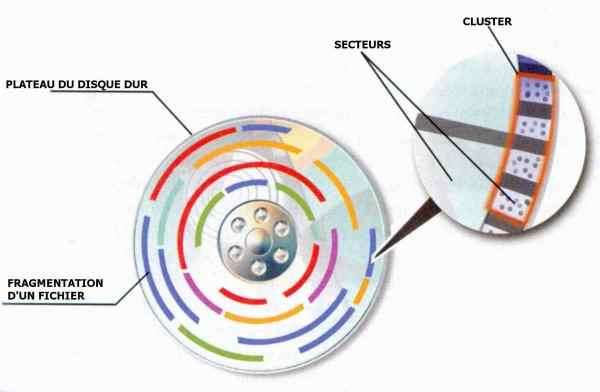 CLUSTER
SECTEURS
PLATEAU DU DISQUE DUR
FRAGMENTATION
D'UN FICHIER